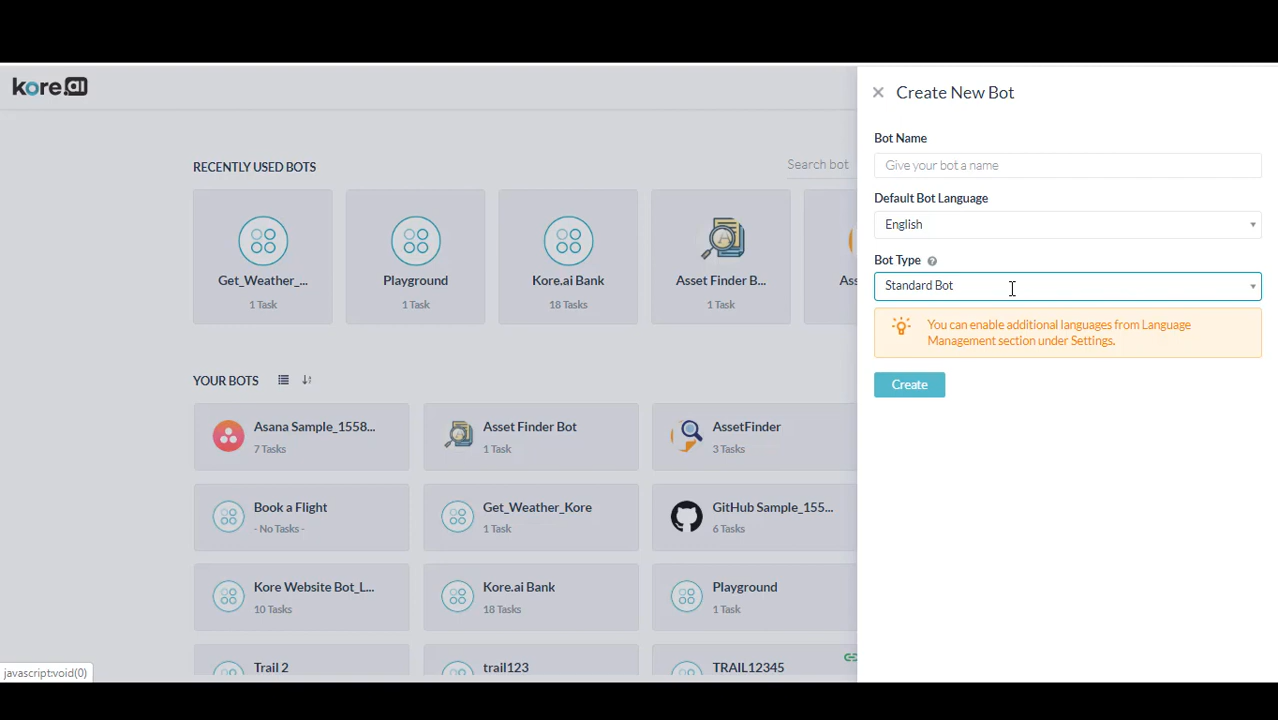 kore.ai
Create New Bot
Bot Name
Give your bot a name
Default Bot Language
English
Bot Type
Standard Bot
You can enable additional languages from Language
Management section under Settings.
Create
RECENTLY USED BOTS
Search bot
Get_Weather_...
1 Task
Playground
1 Task
Kore.ai Bank
18 Tasks
Asset Finder B...
1 Task
Ass
YOUR BOTS
Asana Sample_1558...
7 Tasks
Asset Finder Bot
1 Task
AssetFinder
3 Tasks
Book a Flight
- No Tasks -
Get_Weather_Kore
1 Task
GitHub Sample_155...
6 Tasks
Kore Website Bot_L...
10 Tasks
Kore.ai Bank
18 Tasks
Playground
1 Task
Trail 2
trail123
TRAIL12345
javascript:void(0)